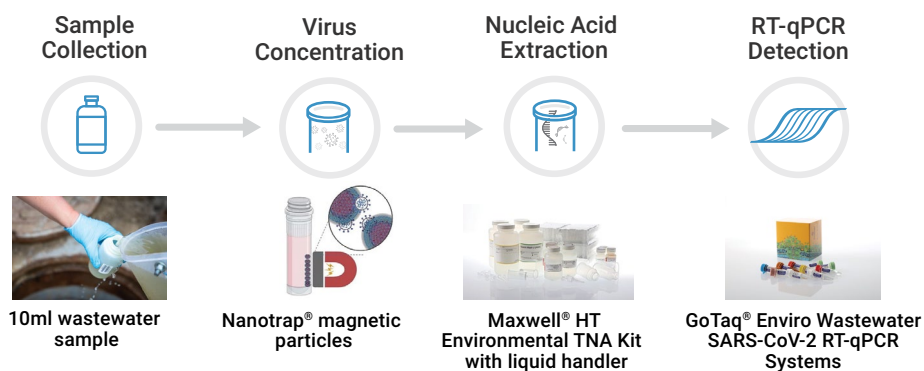 Sample
Collection
Virus
Concentration
Nucleic Acid
Extraction
RT-qPCR
Detection
10ml wastewater
sample
Nanotrap® magnetic
particles
Maxwell® HT
Environmental TNA Kit
with liquid handler
GoTaq® Enviro Wastewater
SARS-CoV-2 RT-qPCR
Systems